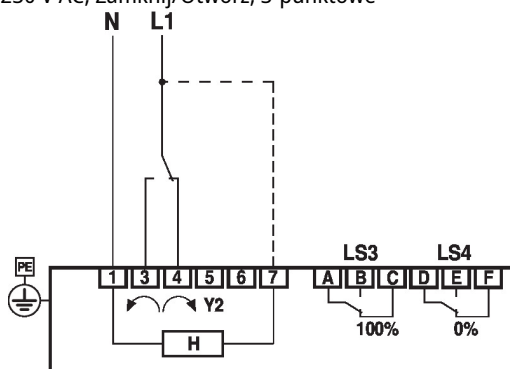 230 V AC, Zamknij/Otwórz, 3-punktowe
N L1
LS3 LS4
PE
1 3 4 5 6 7 A B C D E F
Y2
100% 0%
H